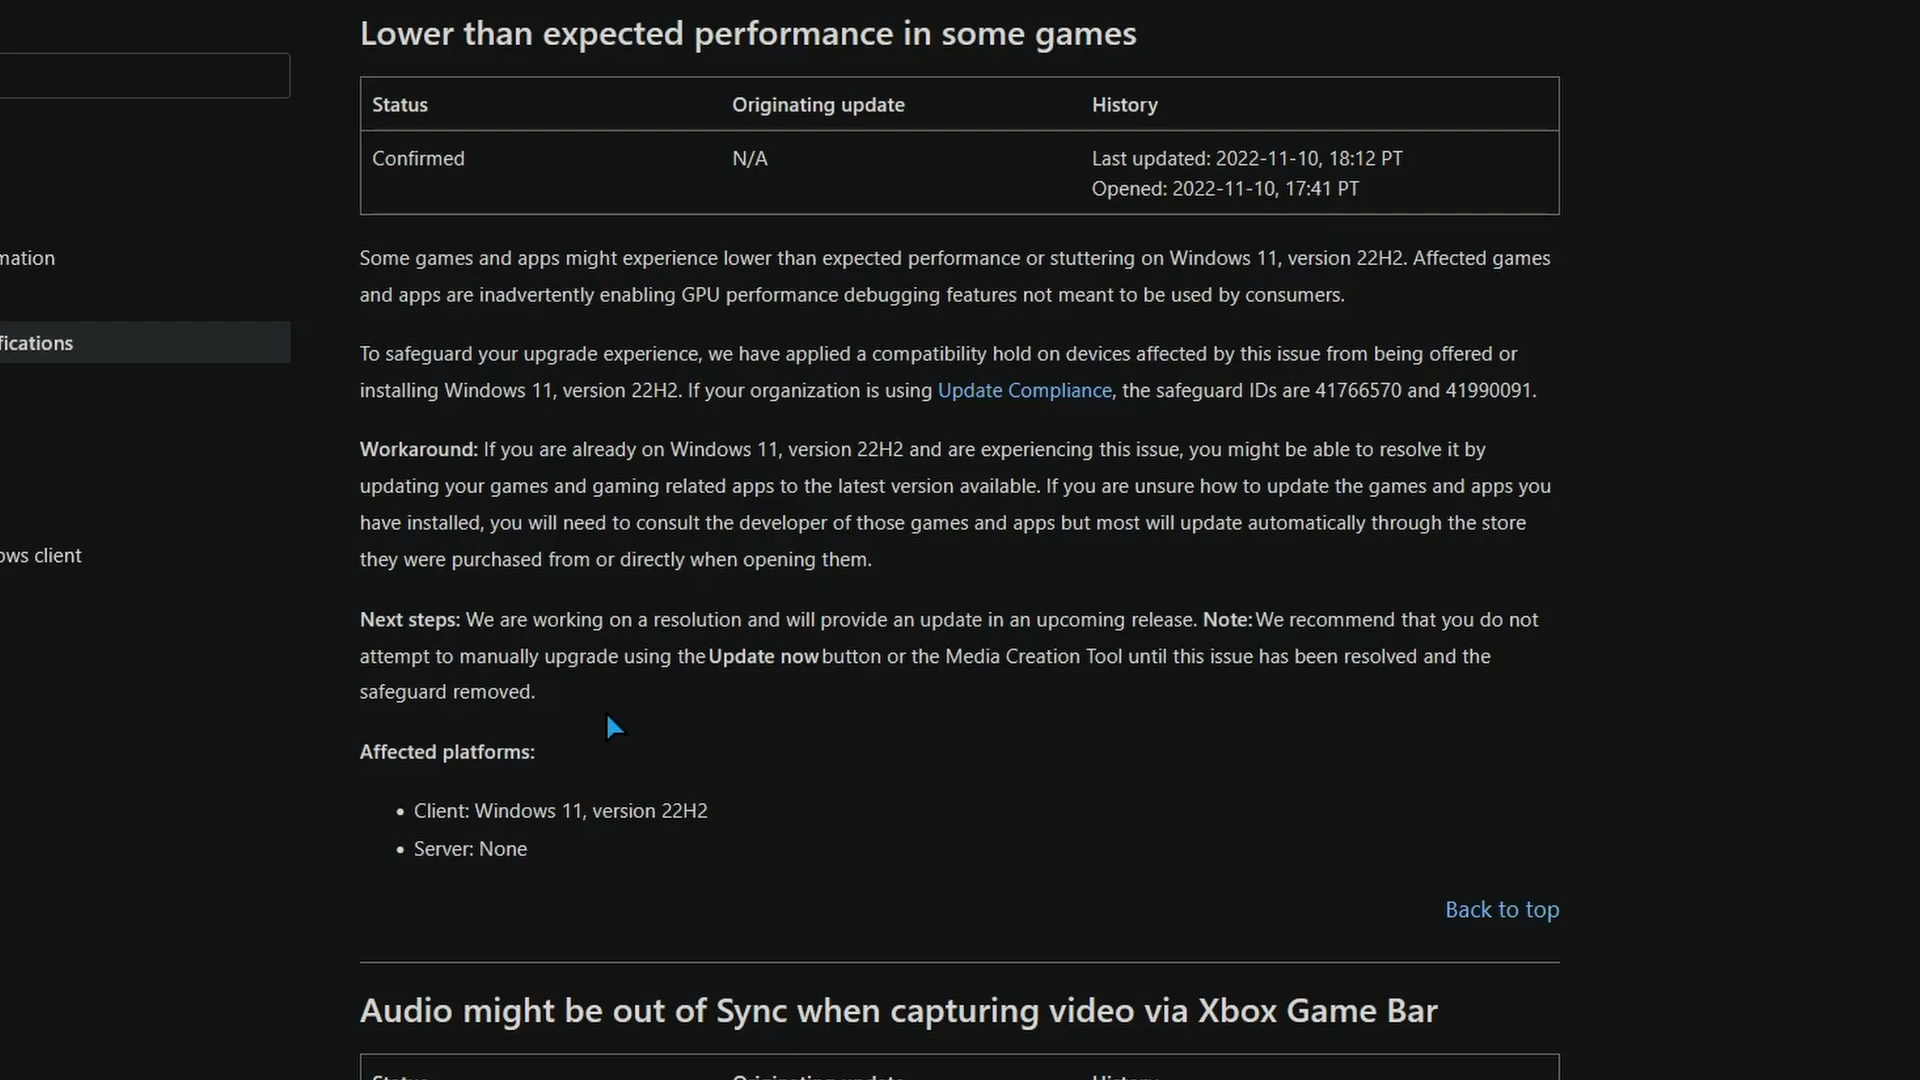 Lower than expected performance in some games
Status Originating update History
Confirmed N/A Last updated: 2022-11-10, 18:12 PT
Opened: 2022-11-10, 17:41 PT
mation
fications
ows client
Some games and apps might experience lower than expected performance or stuttering on Windows 11, version 22H2. Affected games
and apps are inadvertently enabling GPU performance debugging features not meant to be used by consumers.
To safeguard your upgrade experience, we have applied a compatibility hold on devices affected by this issue from being offered or
installing Windows 11, version 22H2. If your organization is using Update Compliance, the safeguard IDs are 41766570 and 41990091.
Workaround: If you are already on Windows 11, version 22H2 and are experiencing this issue, you might be able to resolve it by
updating your games and gaming related apps to the latest version available. If you are unsure how to update the games and apps you
have installed, you will need to consult the developer of those games and apps but most will update automatically through the store
they were purchased from or directly when opening them.
Next steps: We are working on a resolution and will provide an update in an upcoming release. Note: We recommend that you do not
attempt to manually upgrade using the Update now button or the Media Creation Tool until this issue has been resolved and the
safeguard removed.
Affected platforms:
• Client: Windows 11, version 22H2
• Server: None
Back to top
Audio might be out of Sync when capturing video via Xbox Game Bar
Status Originating update History